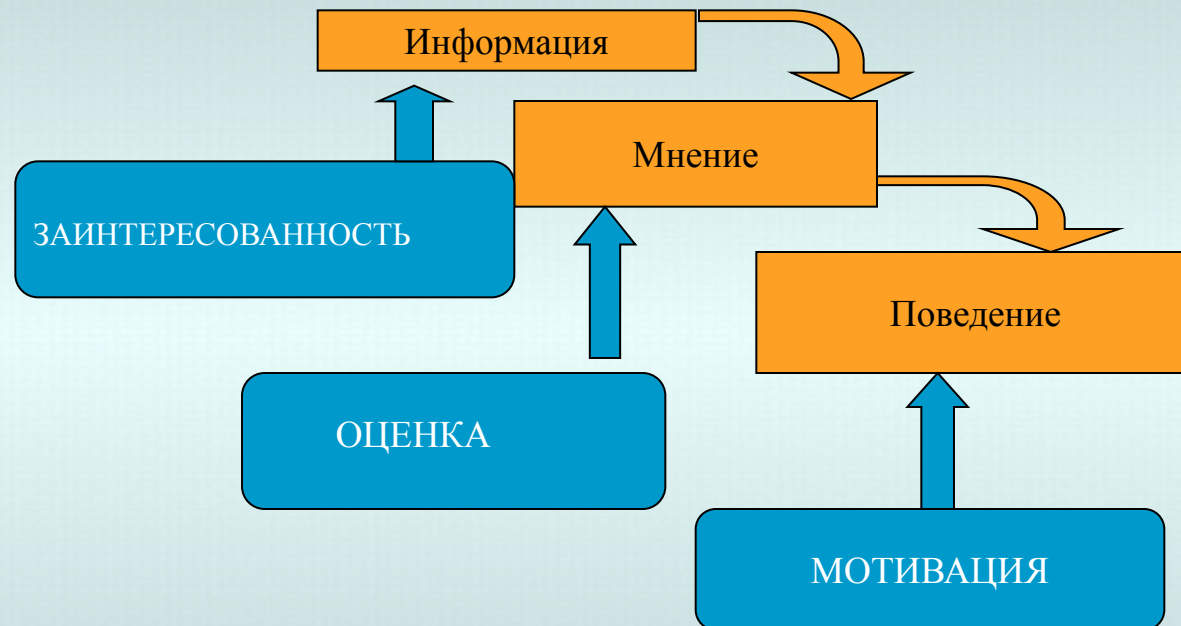 Информация
Мнение
ЗАИНТЕРЕСОВАННОСТЬ
Поведение
ОЦЕНКА
МОТИВАЦИЯ